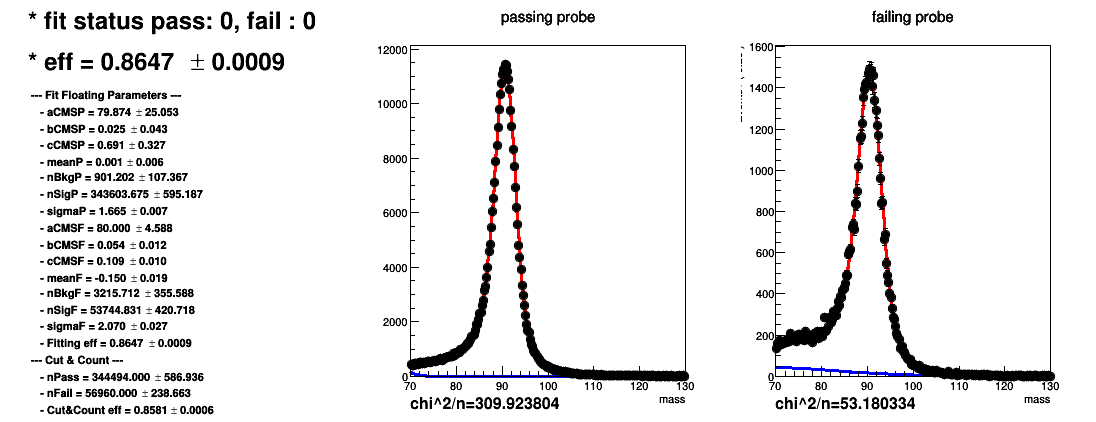 * fit status pass: 0, fail : 0
* eff = 0.8647 ± 0.0009
--- Fit Floating Parameters ---
- aCMSP = 79.874 ± 25.053
- bCMSP = 0.025 ± 0.043
- cCMSP = 0.691 ± 0.327
- meanP = 0.001 ± 0.006
- nBkgP = 901.202 ± 107.367
- nSigP = 343603.675 ± 595.187
- sigmaP = 1.665 ± 0.007
- aCMSF = 80.000 ± 4.588
- bCMSF = 0.054 ± 0.012
- cCMSF = 0.109 ± 0.010
- meanF = -0.150 ± 0.019
- nBkgF = 3215.712 ± 355.588
- nSigF = 53744.831 ± 420.718
- sigmaF = 2.070 ± 0.027
- Fitting eff = 0.8647 ± 0.0009
--- Cut & Count ---
- nPass = 344494.000 ± 586.936
- nFail = 56960.000 ± 238.663
- Cut&Count eff = 0.8581 ± 0.0006
passing probe
12000
10000
8000
6000
4000
2000
0
70 80 90 100 110 120 130
mass
chi^2/n=309.923804
failing probe
1600
1400
1200
1000
800
600
400
200
0
70 80 90 100 110 120 130
mass
chi^2/n=53.180334